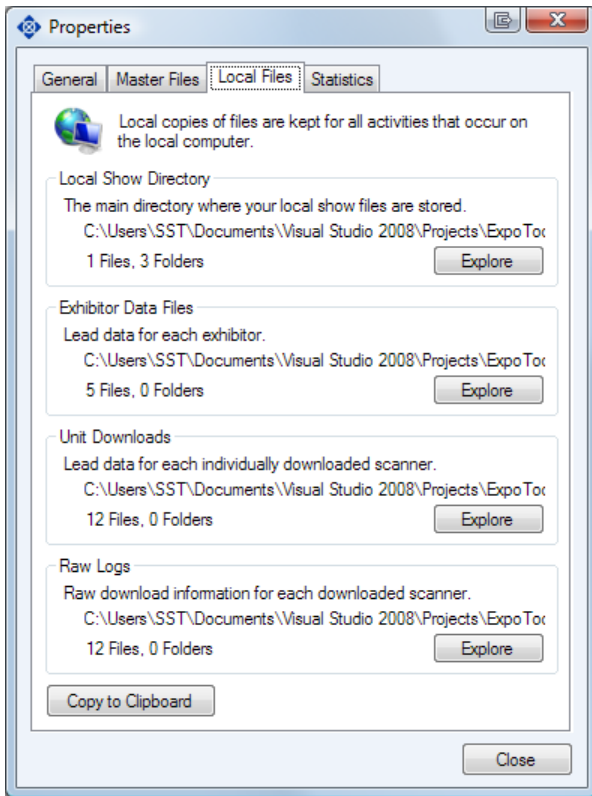 Properties
General Master Files Local Files Statistics
Local copies of files are kept for all activities that occur on
the local computer.
Local Show Directory
The main directory where your local show files are stored.
C:\Users\SST\Documents\Visual Studio 2008\Projects\ExpoToo
1 Files, 3 Folders Explore
Exhibitor Data Files
Lead data for each exhibitor.
C:\Users\SST\Documents\Visual Studio 2008\Projects\ExpoToo
5 Files, 0 Folders Explore
Unit Downloads
Lead data for each individually downloaded scanner.
C:\Users\SST\Documents\Visual Studio 2008\Projects\ExpoToo
12 Files, 0 Folders Explore
Raw Logs
Raw download information for each downloaded scanner.
C:\Users\SST\Documents\Visual Studio 2008\Projects\ExpoToo
12 Files, 0 Folders Explore
Copy to Clipboard
Close